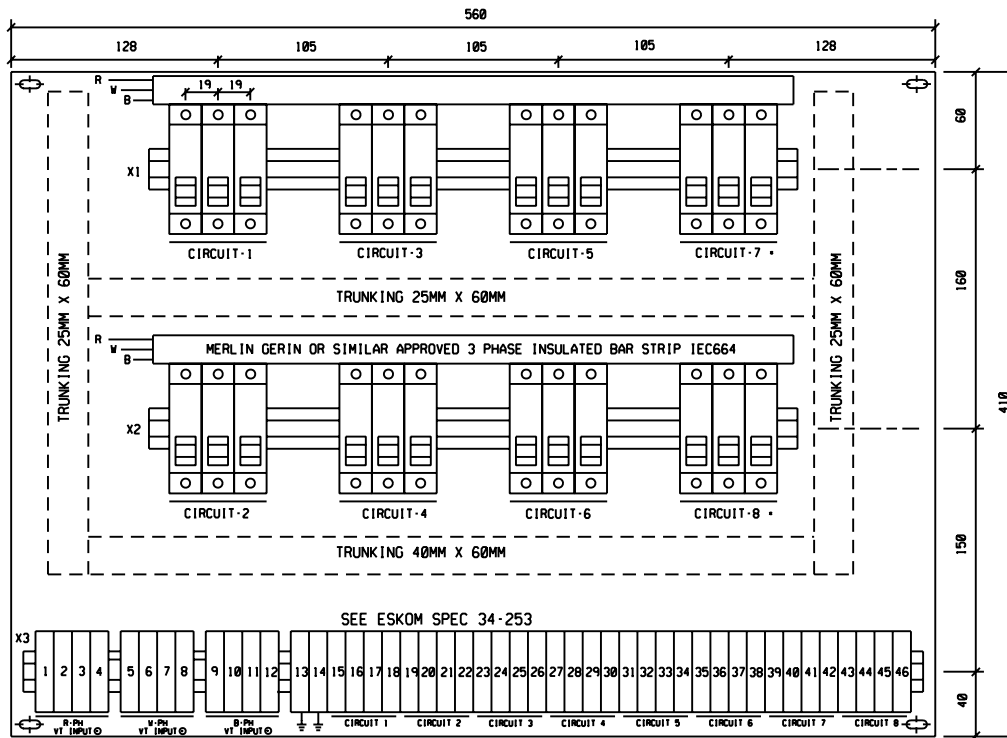 560
128 105 105 105 128
R
W
B
19 19
60
X1
CIRCUIT-1 CIRCUIT-3 CIRCUIT-5 CIRCUIT-7 *
TRUNKING 25MM X 60MM
TRUNKING 25MM X 60MM
TRUNKING 25MM X 60MM
160
R
W
B
MERLIN GERIN OR SIMILAR APPROVED 3 PHASE INSULATED BAR STRIP IEC664
410
X2
CIRCUIT-2 CIRCUIT-4 CIRCUIT-6 CIRCUIT-8 *
TRUNKING 40MM X 60MM
150
SEE ESKOM SPEC 34-253
X3
1 2 3 4 5 6 7 8 9 10 11 12 13 14 15 16 17 18 19 20 21 22 23 24 25 26 27 28 29 30 31 32 33 34 35 36 37 38 39 40 41 42 43 44 45 46
40
R-PH W-PH B-PH CIRCUIT 1 CIRCUIT 2 CIRCUIT 3 CIRCUIT 4 CIRCUIT 5 CIRCUIT 6 CIRCUIT 7 CIRCUIT 8
VT INPUT VT INPUT VT INPUT